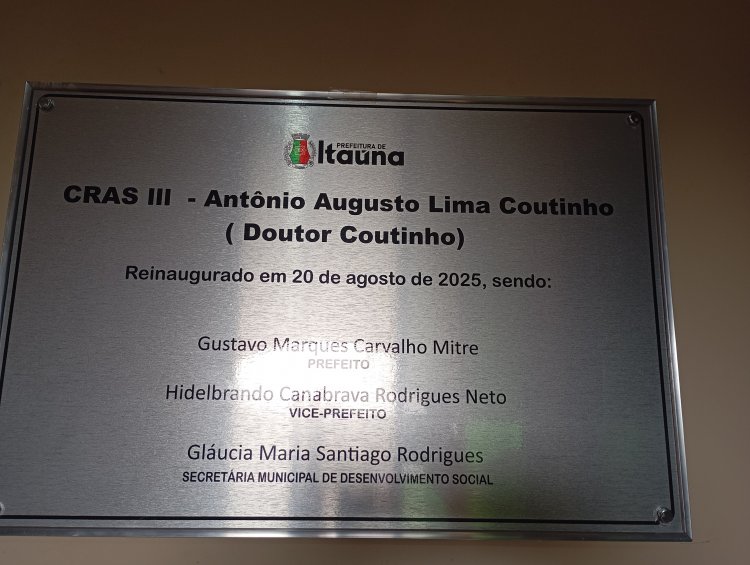 PREFEITURA DE
Itaúna
CRAS III - Antônio Augusto Lima Coutinho
( Doutor Coutinho)
Reinaugurado em 20 de agosto de 2025, sendo:
Gustavo Marques Carvalho Mitre
PREFEITO
Hidelbrando Canabrava Rodrigues Neto
VICE-PREFEITO
Gláucia Maria Santiago Rodrigues
SECRETÁRIA MUNICIPAL DE DESENVOLVIMENTO SOCIAL